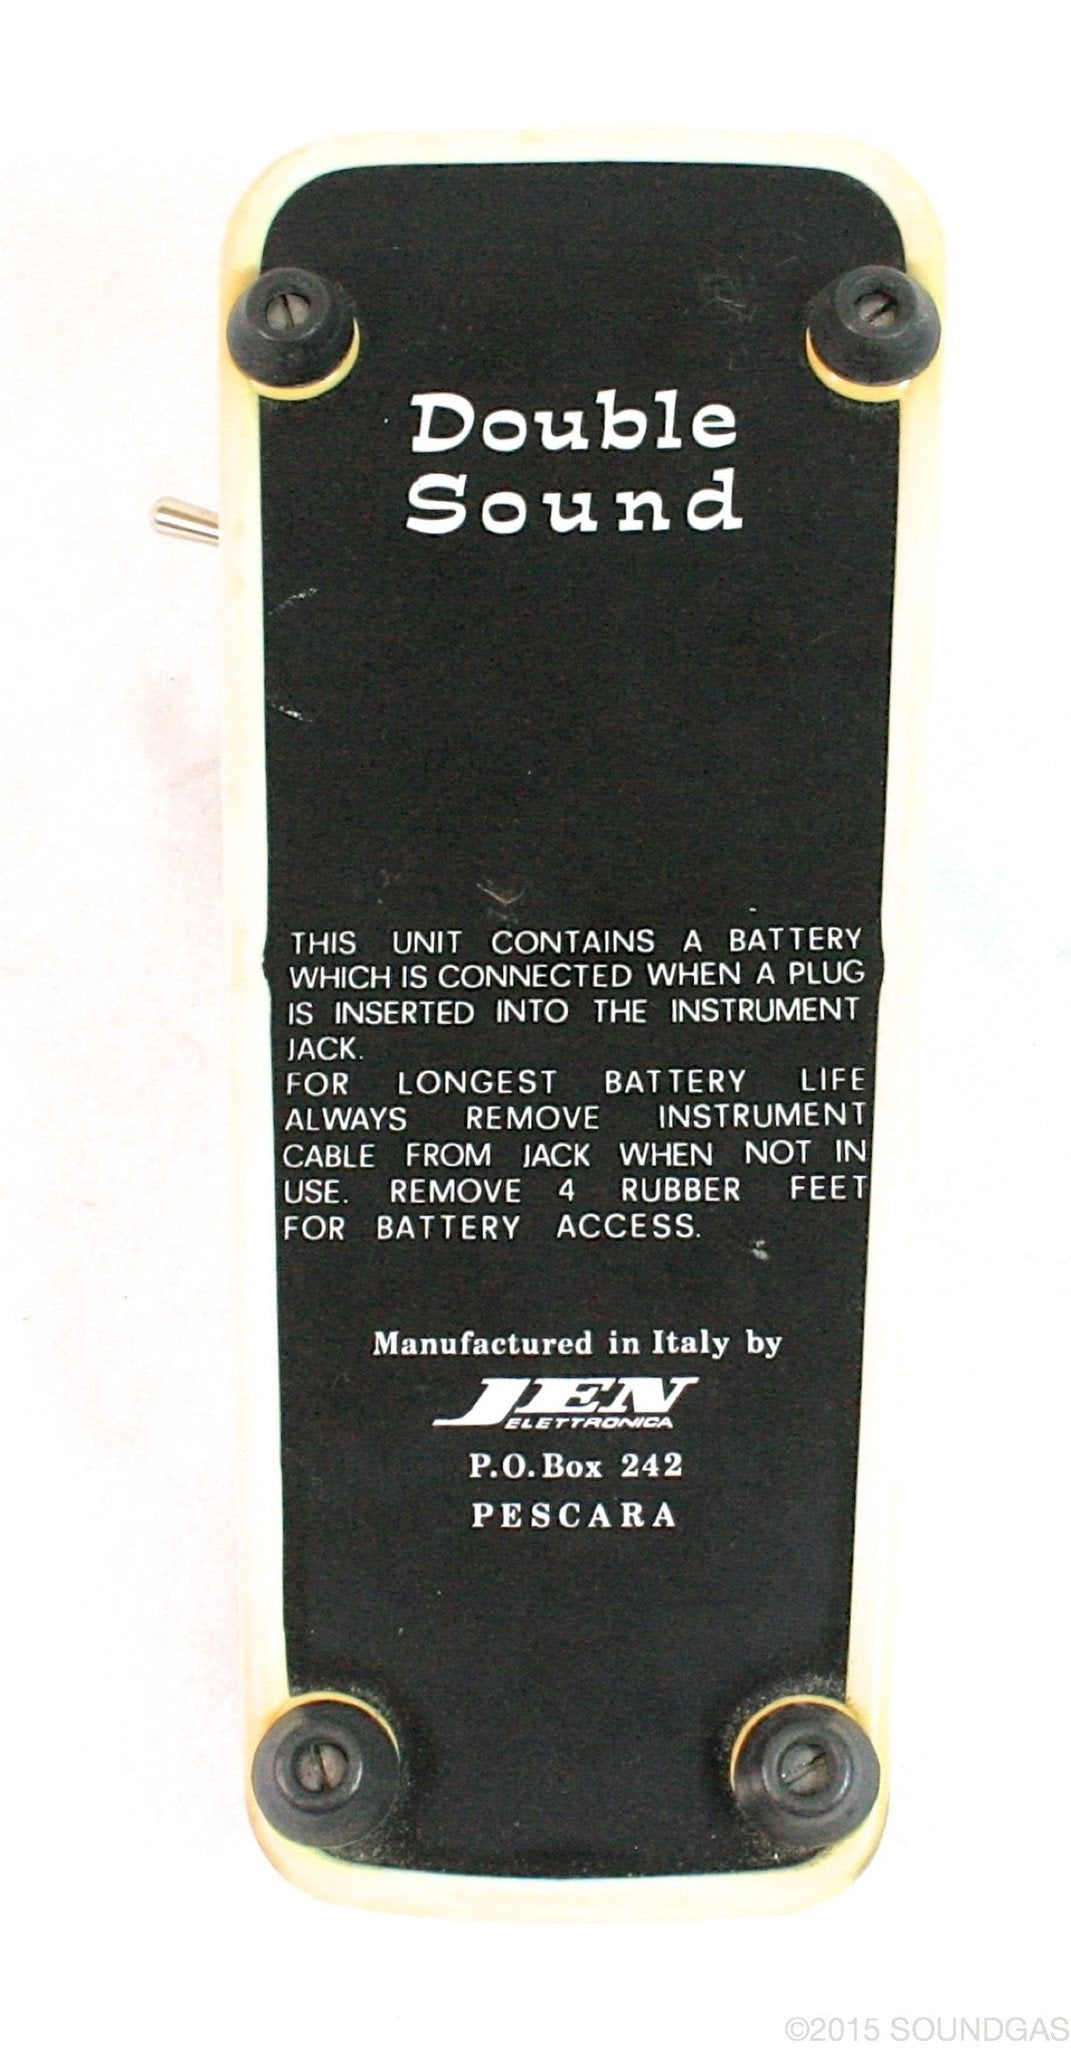 Double
Sound
THIS UNIT CONTAINS A BATTERY
WHICH IS CONNECTED WHEN A PLUG
IS INSERTED INTO THE INSTRUMENT
JACK.
FOR LONGEST BATTERY LIFE
ALWAYS REMOVE INSTRUMENT
CABLE FROM JACK WHEN NOT IN
USE. REMOVE 4 RUBBER FEET
FOR BATTERY ACCESS.
Manufactured in Italy by
JEN
ELETTRONICA
P.O. Box 242
PESCARA
©2015 SOUNDGAS